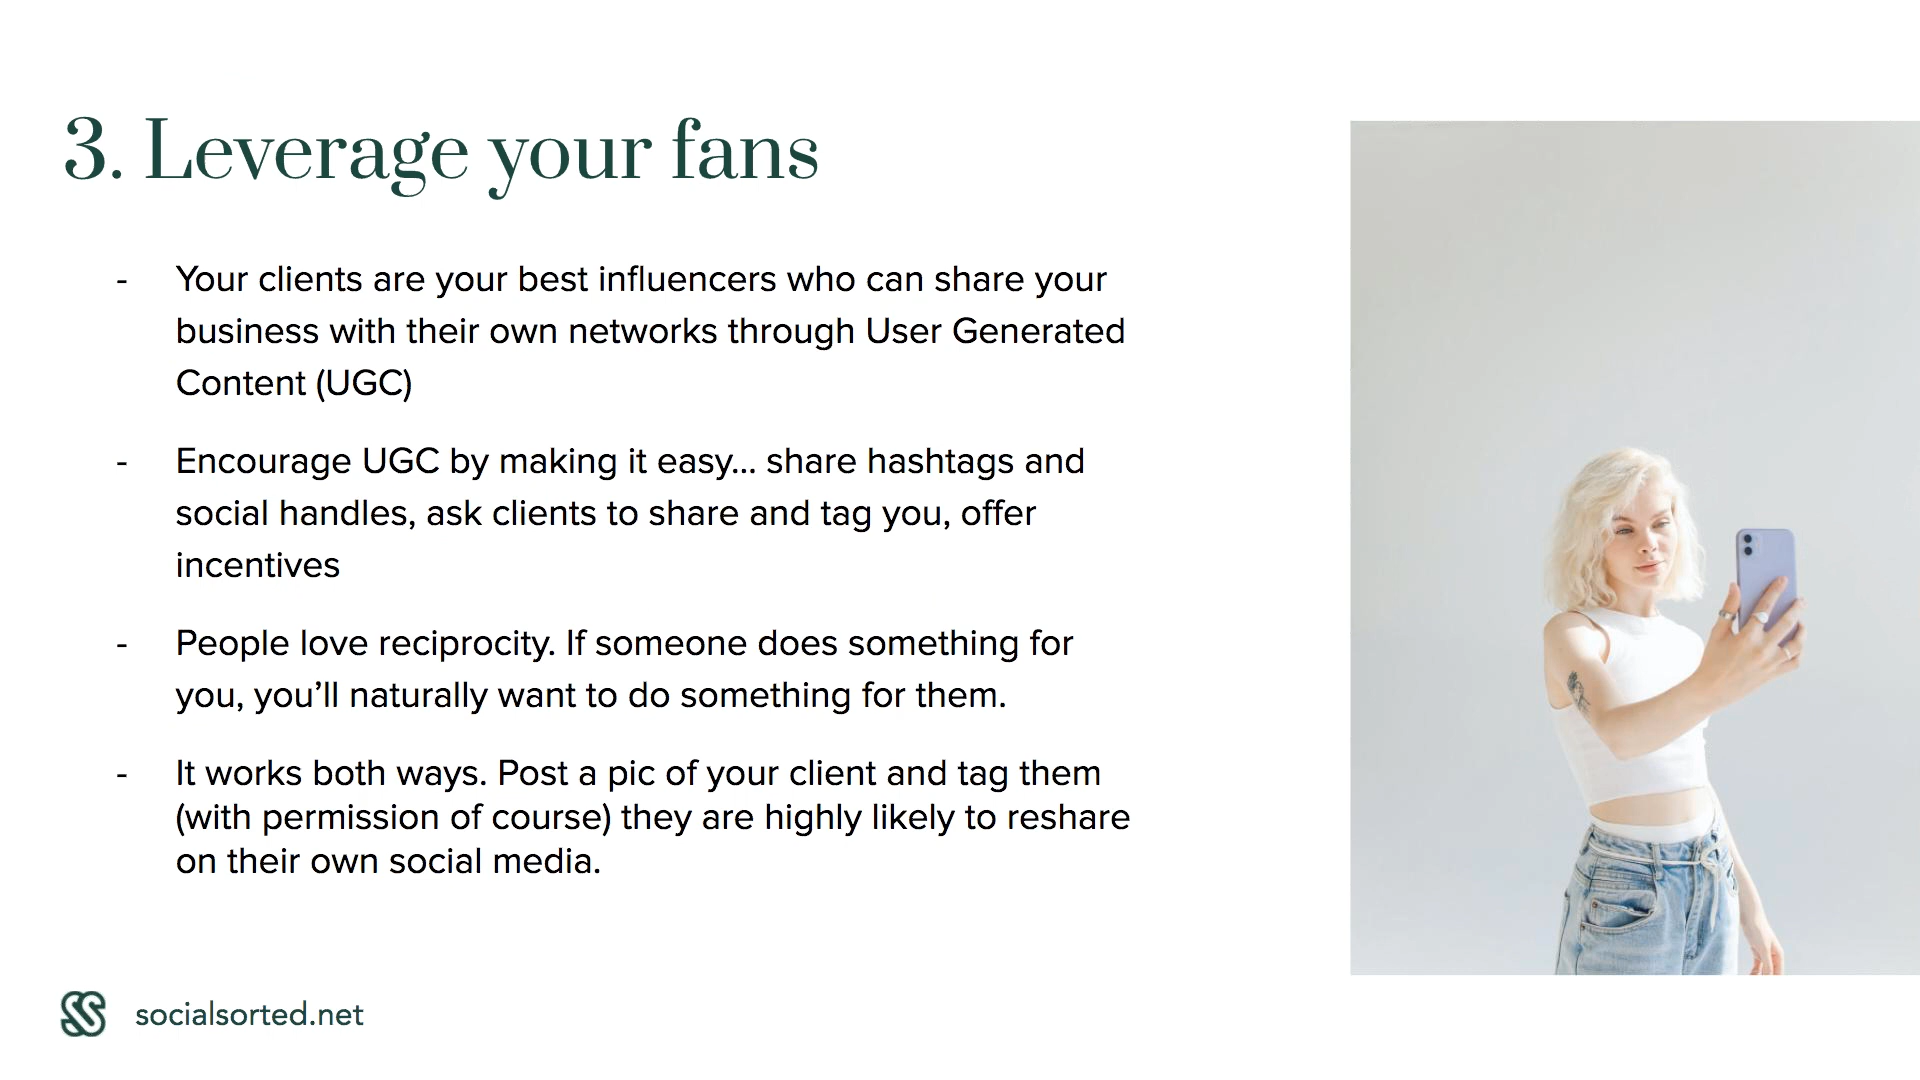 3. Leverage your fans
- Your clients are your best influencers who can share your
business with their own networks through User Generated
Content (UGC)
- Encourage UGC by making it easy... share hashtags and
social handles, ask clients to share and tag you, offer
incentives
- People love reciprocity. If someone does something for
you, you’ll naturally want to do something for them.
- It works both ways. Post a pic of your client and tag them
(with permission of course) they are highly likely to reshare
on their own social media.
socialsorted.net